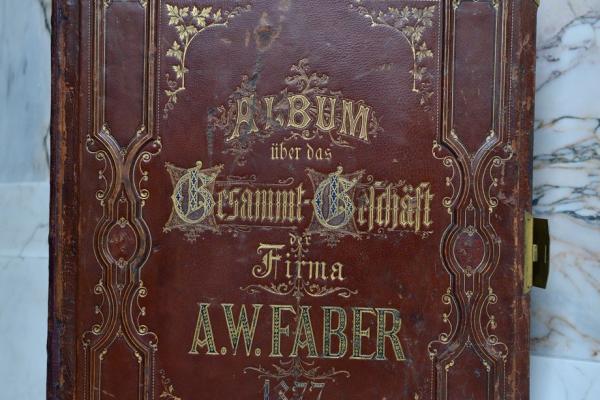 ALBUM
über das
Gesammt-Geschäft
der
Firma
A.W.FABER
1877